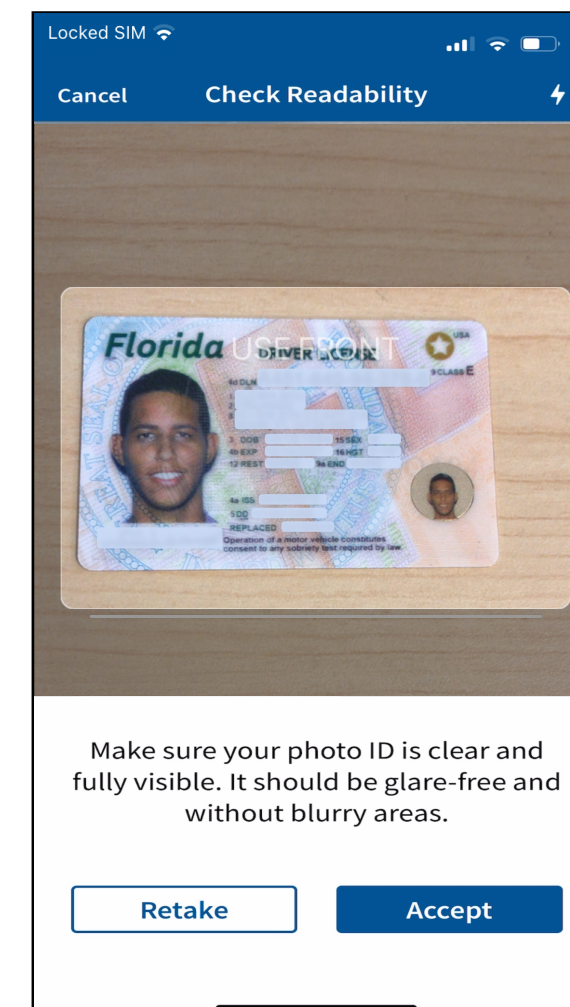 Locked SIM
Cancel
Check Readability
Florida
USE FRONT
DRIVER LICENSE
USA
4d DLN
9 CLASS E
1
2
8
3 DOB
15 SEX
4b EXP
16 HGT
12 REST
9a END
4a ISS
5 DD
REPLACED
Operation of a motor vehicle constitutes
consent to any sobriety test required by law.
Make sure your photo ID is clear and
fully visible. It should be glare-free and
without blurry areas.
Retake
Accept